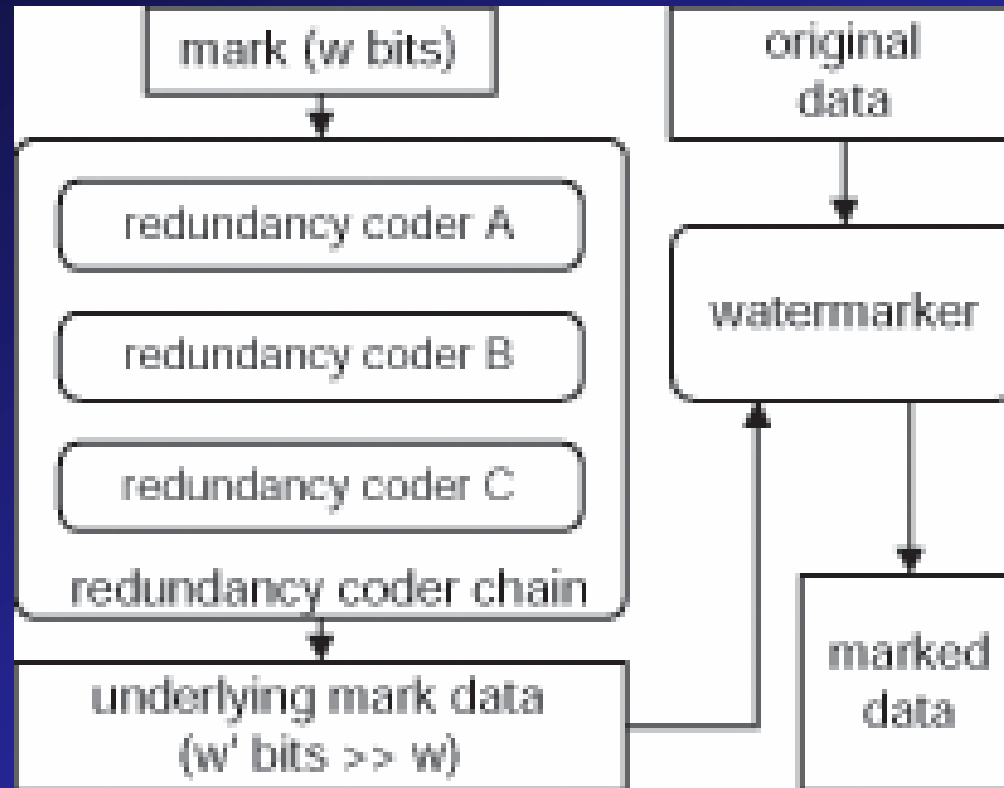 mark (w bits)
redundancy coder A
redundancy coder B
redundancy coder C
redundancy coder chain
underlying mark data
(w' bits >> w)
original
data
watermarker
marked
data